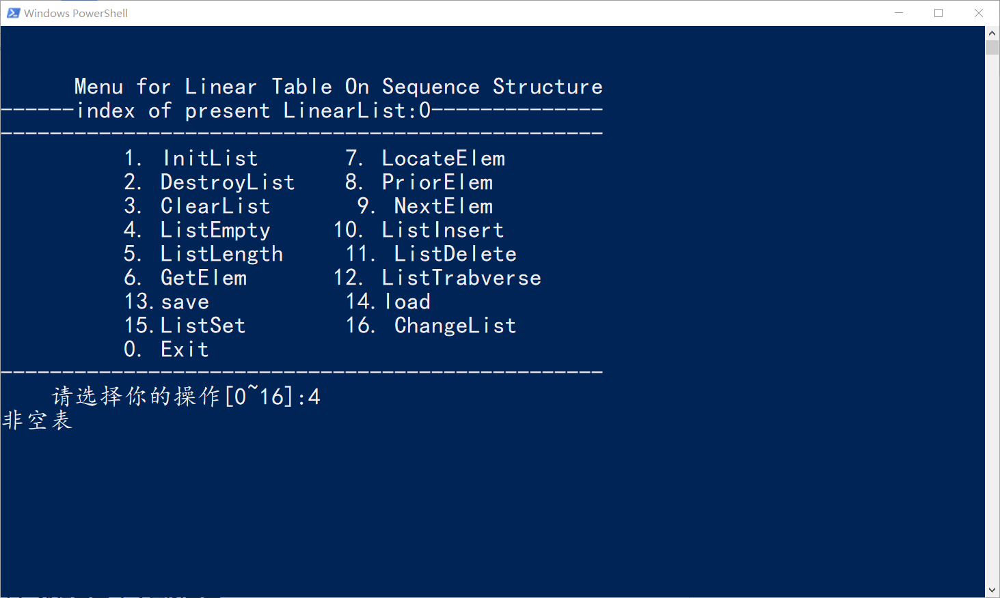 Windows PowerShell
Menu for Linear Table On Sequence Structure
------index of present LinearList:0--------------
-------------------------------------------------
1. InitList 7. LocateElem
2. DestroyList 8. PriorElem
3. ClearList 9. NextElem
4. ListEmpty 10. ListInsert
5. ListLength 11. ListDelete
6. GetElem 12. ListTrabverse
13.save 14.load
15.ListSet 16. ChangeList
0. Exit
-------------------------------------------------
请选择你的操作[0~16]:4
非空表